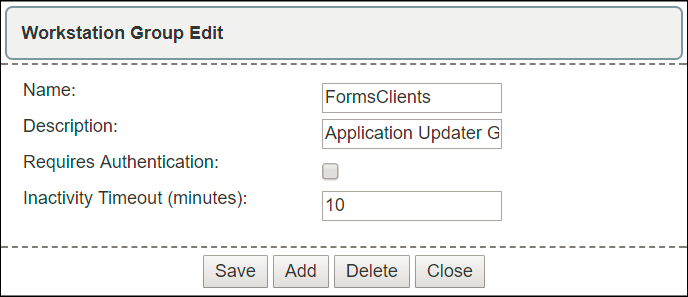 Workstation Group Edit
Name: FormsClients
Description: Application Updater G
Requires Authentication:
Inactivity Timeout (minutes): 10
Save Add Delete Close